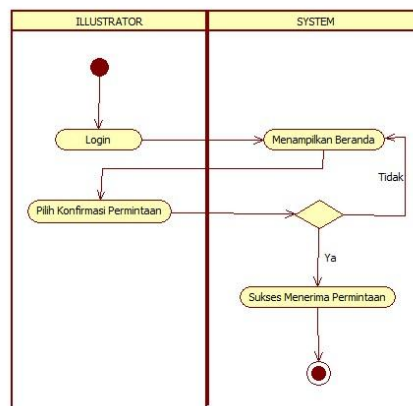 ILLUSTRATOR
SYSTEM
Login
Menampilkan Beranda
Tidak
Pilih Konfirmasi Permintaan
Ya
Sukses Menerima Permintaan